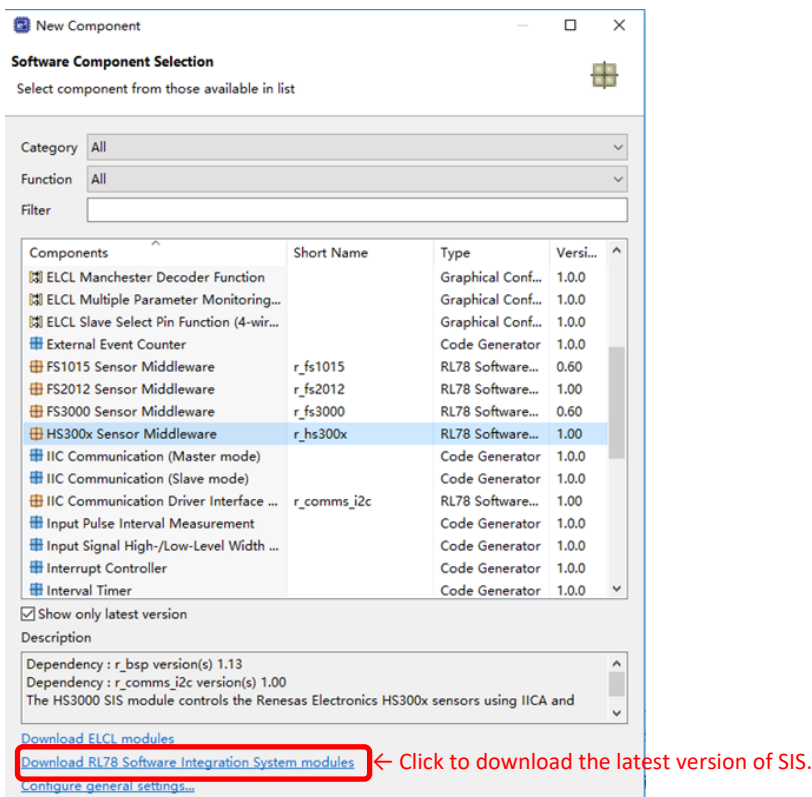 New Component
Software Component Selection
Select component from those available in list
Category All
Function All
Filter
Components Short Name Type Versi...
ELCL Manchester Decoder Function Graphical Conf... 1.0.0
ELCL Multiple Parameter Monitoring... Graphical Conf... 1.0.0
ELCL Slave Select Pin Function (4-wir... Graphical Conf... 1.0.0
External Event Counter Code Generator 1.0.0
FS1015 Sensor Middleware r_fs1015 RL78 Software... 0.60
FS2012 Sensor Middleware r_fs2012 RL78 Software... 1.00
FS3000 Sensor Middleware r_fs3000 RL78 Software... 0.60
HS300x Sensor Middleware r_hs300x RL78 Software... 1.00
IIC Communication (Master mode) Code Generator 1.0.0
IIC Communication (Slave mode) Code Generator 1.0.0
IIC Communication Driver Interface ... r_comms_i2c RL78 Software... 1.00
Input Pulse Interval Measurement Code Generator 1.0.0
Input Signal High-/Low-Level Width ... Code Generator 1.0.0
Interrupt Controller Code Generator 1.0.0
Interval Timer Code Generator 1.0.0
Show only latest version
Description
Dependency : r_bsp version(s) 1.13
Dependency : r_comms_i2c version(s) 1.00
The HS3000 SIS module controls the Renesas Electronics HS300x sensors using IICA and
Download ELCL modules
Download RL78 Software Integration System modules ← Click to download the latest version of SIS.
Configure general settings...